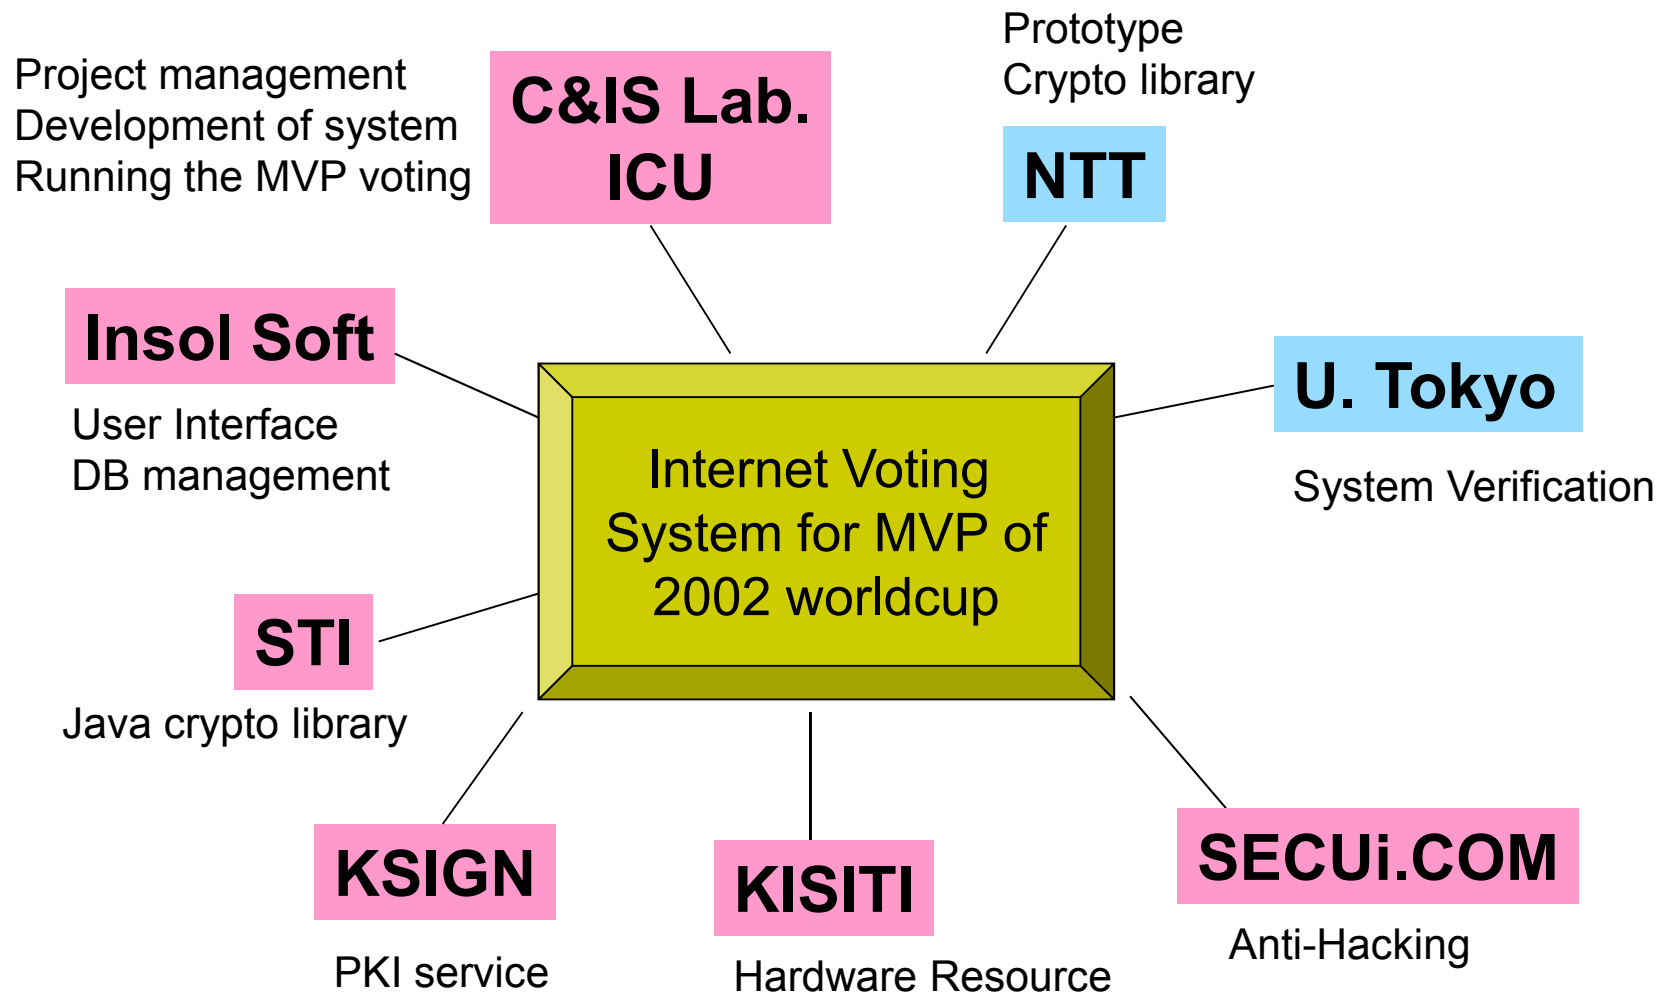 Project management
Development of system
Running the MVP voting
C&IS Lab.
ICU
Prototype
Crypto library
NTT
Insol Soft
User Interface
DB management
U. Tokyo
System Verification
Internet Voting
System for MVP of
2002 worldcup
STI
Java crypto library
KSIGN
PKI service
KISITI
Hardware Resource
SECUi.COM
Anti-Hacking